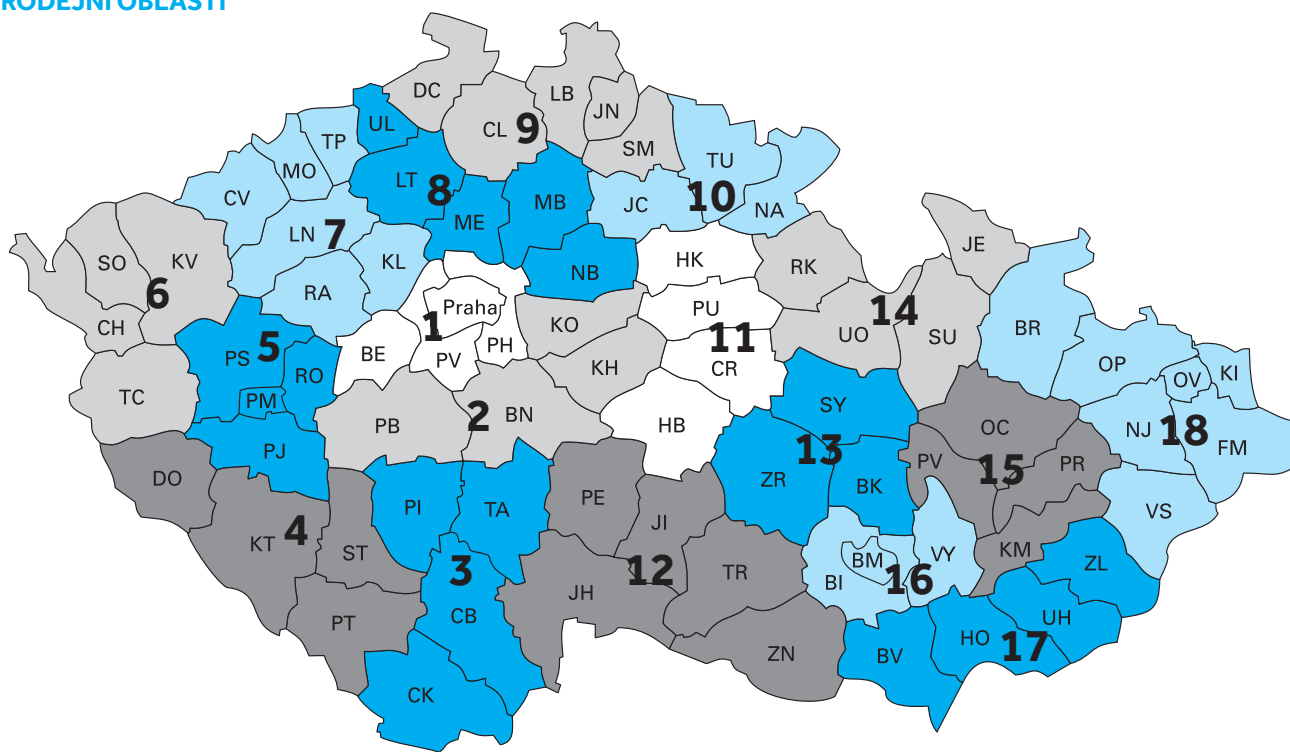 RODEJNÍ OBLASTI
DC
LB
JN
UL
CL
9
TP
SM
TU
MO
LT
8
CV
MB
JC
10
NA
ME
LN
7
SO
KV
KL
HK
RK
JE
NB
6
RA
Praha
PU
14
CH
1
KO
UO
SU
BR
5
PS
BE
PV
PH
11
RO
KH
CR
OP
KI
OV
TC
PM
PB
2
BN
HB
SY
OC
NJ
18
FM
PJ
13
PV
15
PR
DO
ZR
BK
PI
TA
PE
VS
JI
KT
4
ST
BM
VY
KM
ZL
3
12
TR
BI
16
JH
PT
CB
UH
HO
17
ZN
BV
CK